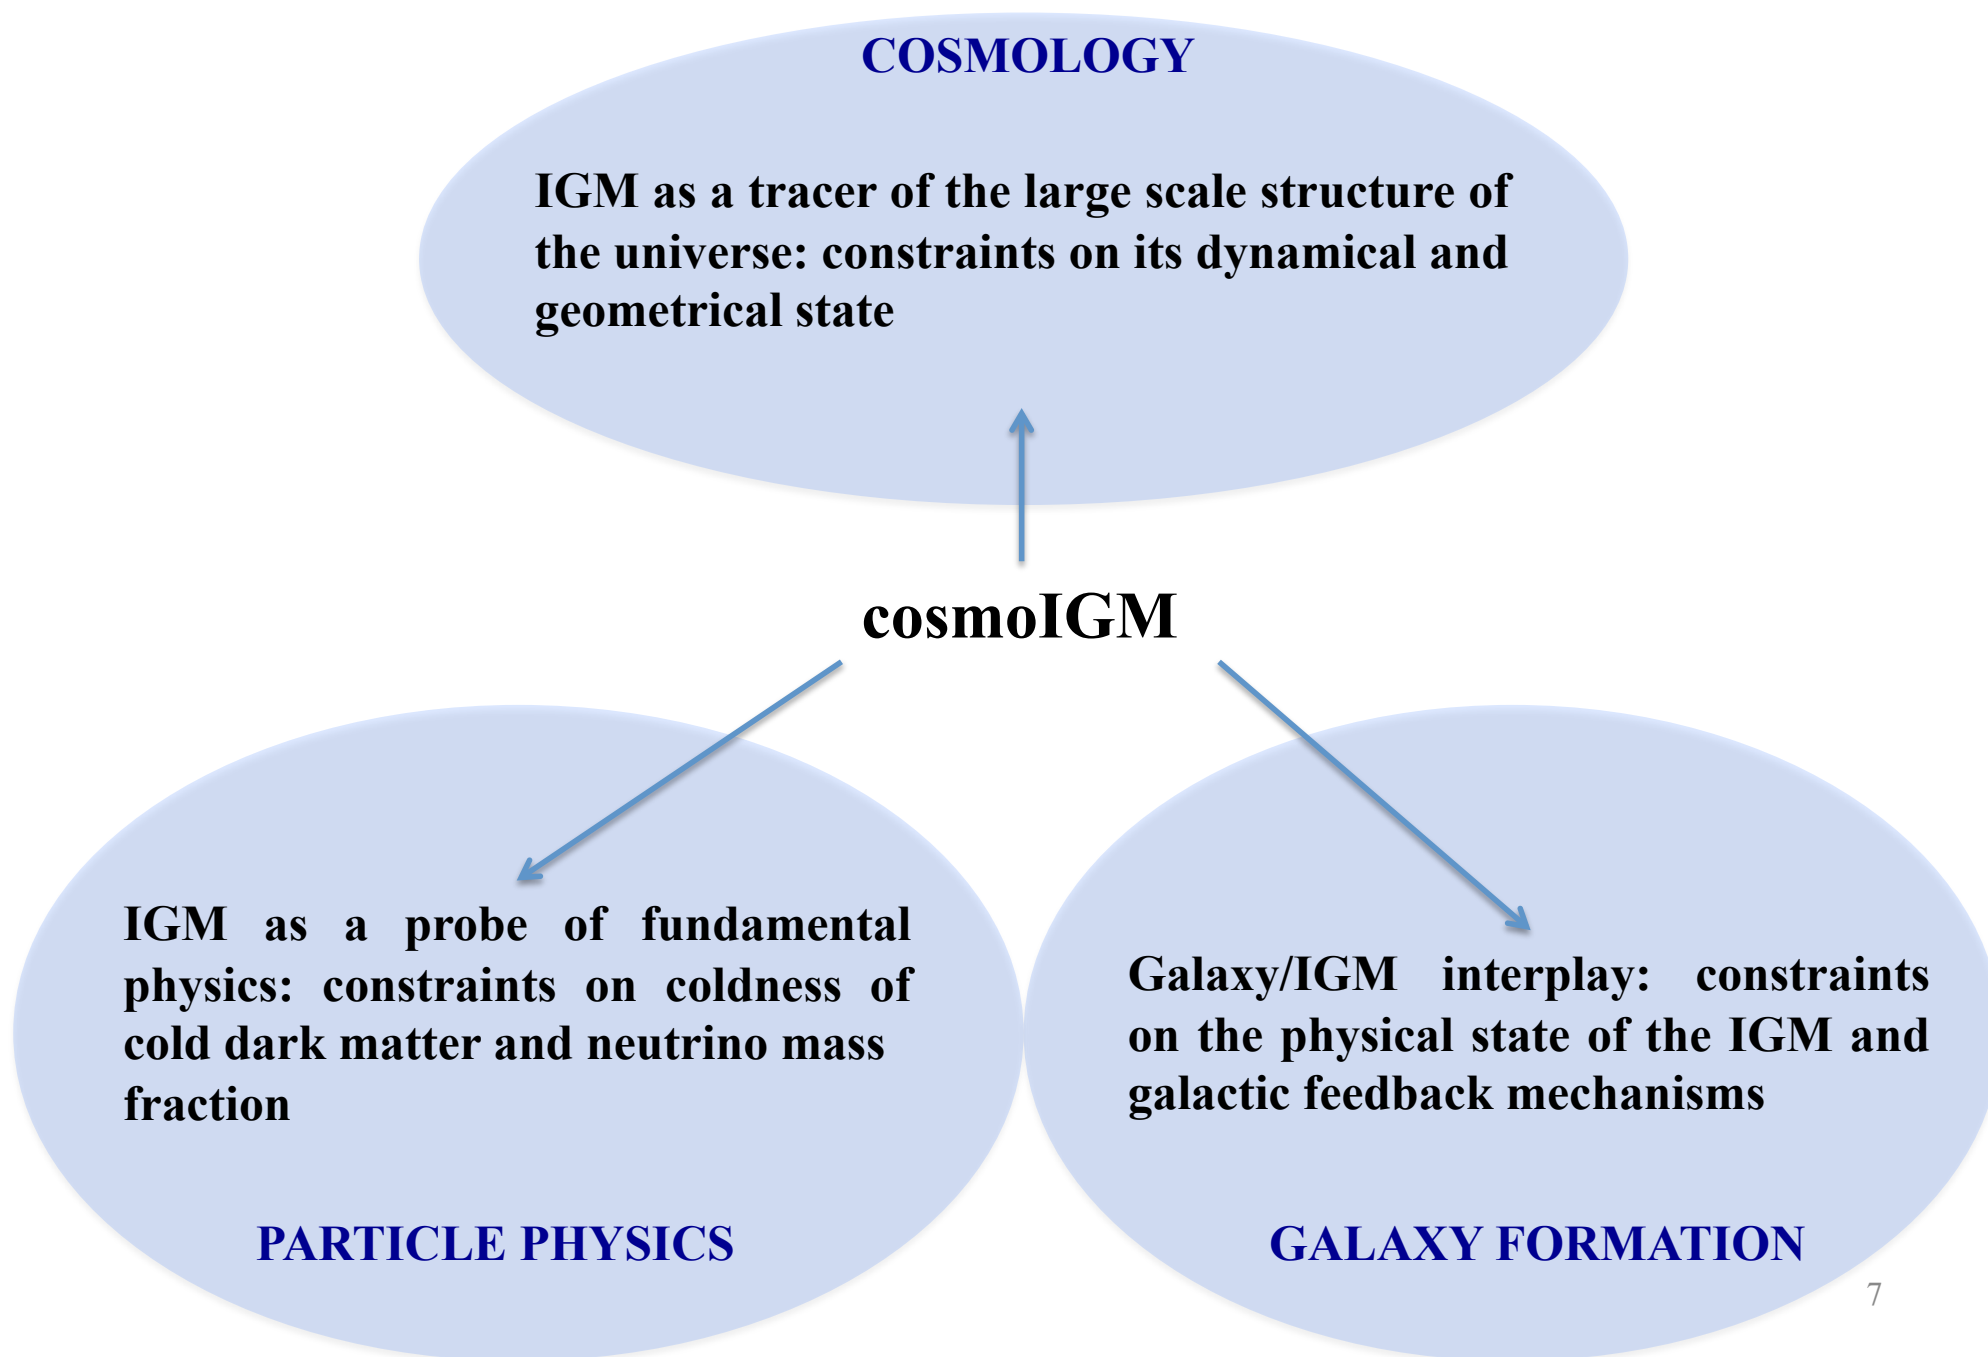 COSMOLOGY
IGM as a tracer of the large scale structure of
the universe: constraints on its dynamical and
geometrical state
cosmoIGM
IGM as a probe of fundamental
physics: constraints on coldness of
cold dark matter and neutrino mass
fraction
PARTICLE PHYSICS
Galaxy/IGM interplay: constraints
on the physical state of the IGM and
galactic feedback mechanisms
GALAXY FORMATION
7